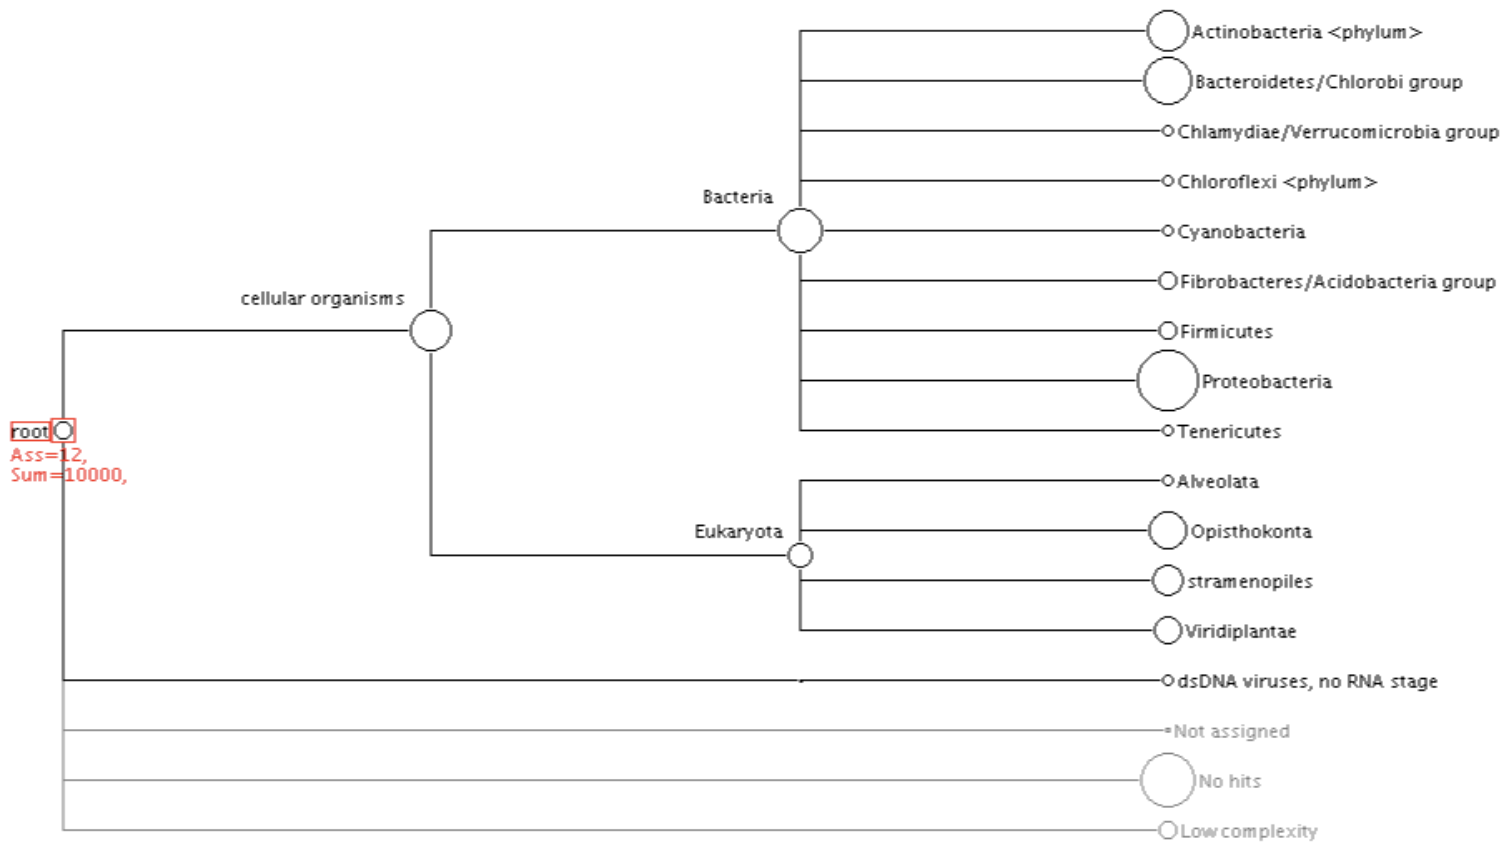 Actinobacteria <phylum>
Bacteroidetes/Chlorobi group
Chlamydiae/Verrucomicrobia group
Chloroflexi <phylum>
Bacteria
Cyanobacteria
Fibrobacteres/Acidobacteria group
cellular organisms
Firmicutes
Proteobacteria
root
Ass=12,
Sum=10000,
Tenericutes
Alveolata
Eukaryota
Opisthokonta
stramenopiles
Viridiplantae
dsDNA viruses, no RNA stage
Not assigned
No hits
Low complexity